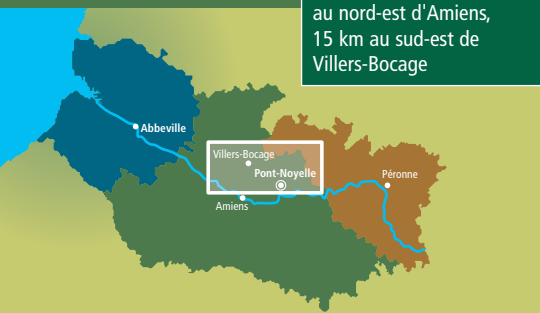 au nord-est d'Amiens,
15 km au sud-est de
Villers-Bocage
Abbeville
Villers-Bocage
Pont-Noyelle
Péronne
Amiens